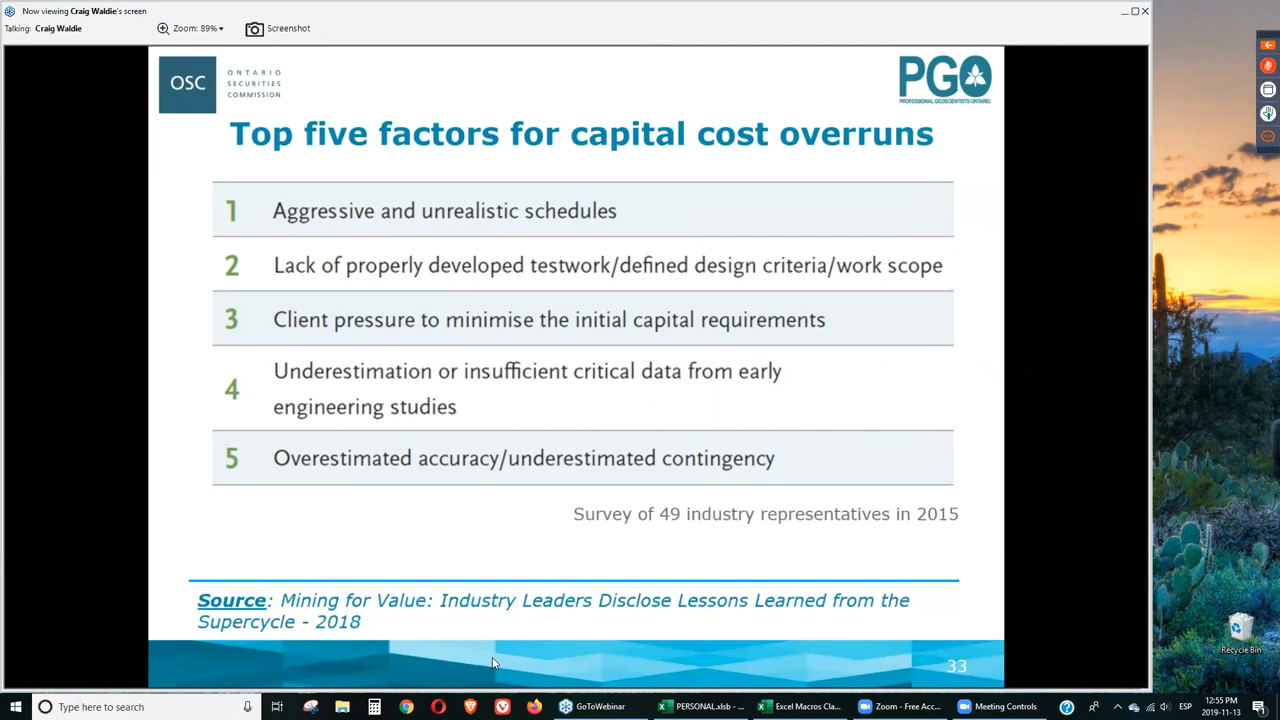 Now viewing Craig Waldie's screen
Talking: Craig Waldie
Zoom: 89%
Screenshot
OSC
ONTARIO
SECURITIES
COMMISSION
PGO
PROFESSIONAL GEOSCIENTISTS ONTARIO
Top five factors for capital cost overruns
1 Aggressive and unrealistic schedules
2 Lack of properly developed testwork/defined design criteria/work scope
3 Client pressure to minimise the initial capital requirements
4 Underestimation or insufficient critical data from early
engineering studies
5 Overestimated accuracy/underestimated contingency
Survey of 49 industry representatives in 2015
Source: Mining for Value: Industry Leaders Disclose Lessons Learned from the
Supercycle - 2018
33
Recycle Bin
Type here to search
GoToWebinar
PERSONAL.xlsb - ...
Excel Macros Cla...
Zoom - Free Acc...
Meeting Controls
ESP
12:55 PM
2019-11-13
1